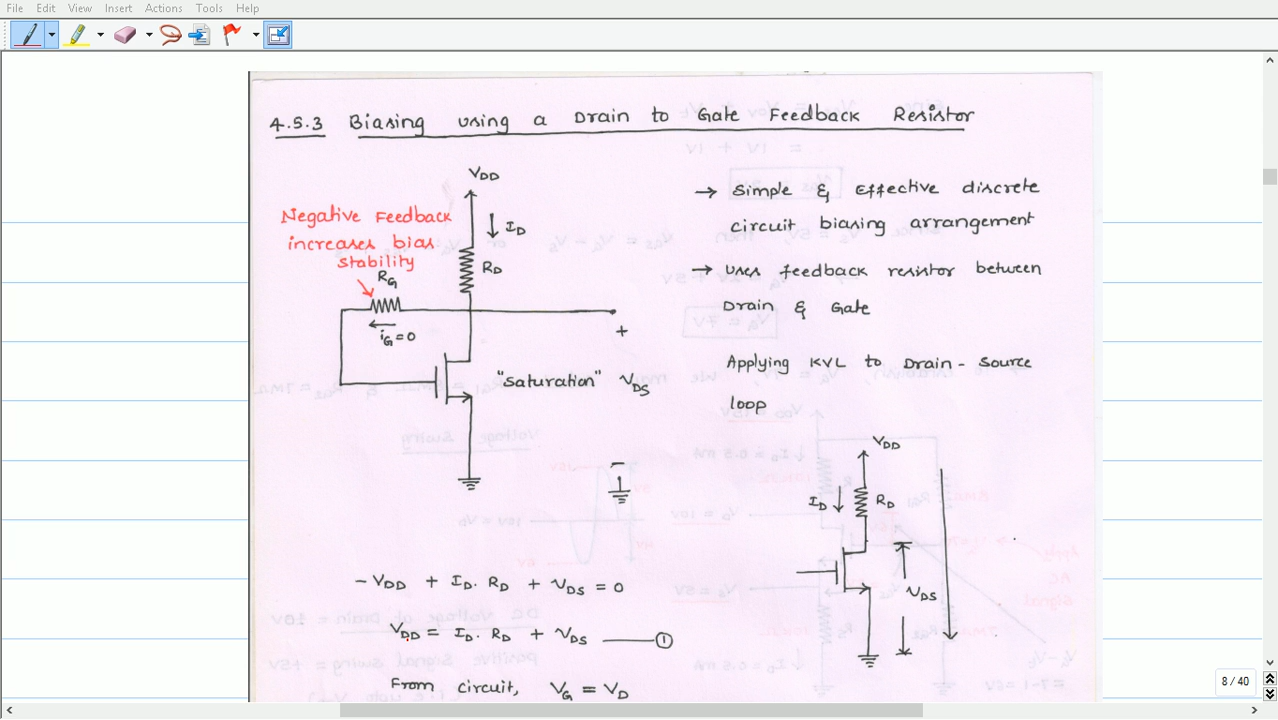 File Edit View Insert Actions Tools Help
4.5.3 Biasing using a Drain to Gate Feedback Resistor
VDD
ID
RD
Negative Feedback
increases bias
stability
RG
iG=0
+
"saturation" VDS
-
→ Simple & Effective discrete
circuit biasing arrangement
→ Uses feedback resistor between
Drain & Gate
Applying KVL to Drain - Source
loop
VDD
ID
RD
VDS
- VDD + ID. RD + VDS = 0
VDD = ID. RD + VDS —— ①
From circuit, VG = VD
8 / 40